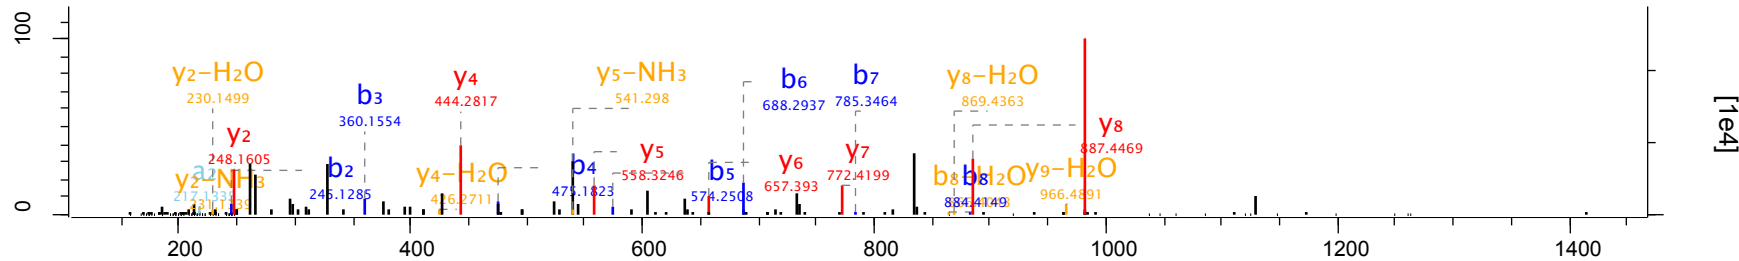 100
y₂-H₂O
230.1499
y₅-NH₃
541.298
b₆
688.2937
b₇
785.3464
y₈-H₂O
869.4363
b₃
360.1554
y₄
444.2817
y₂
248.1605
y₅
558.3246
y₆
657.393
y₇
772.4199
y₈
887.4469
a₂
y₂-NH₃
b₂
245.1285
y₄-H₂O
426.2711
b₄
475.1823
b₅
574.2508
b₈
884.4149
y₉-H₂O
966.4891
0
200
400
600
800
1000
1200
1400
[1e4]